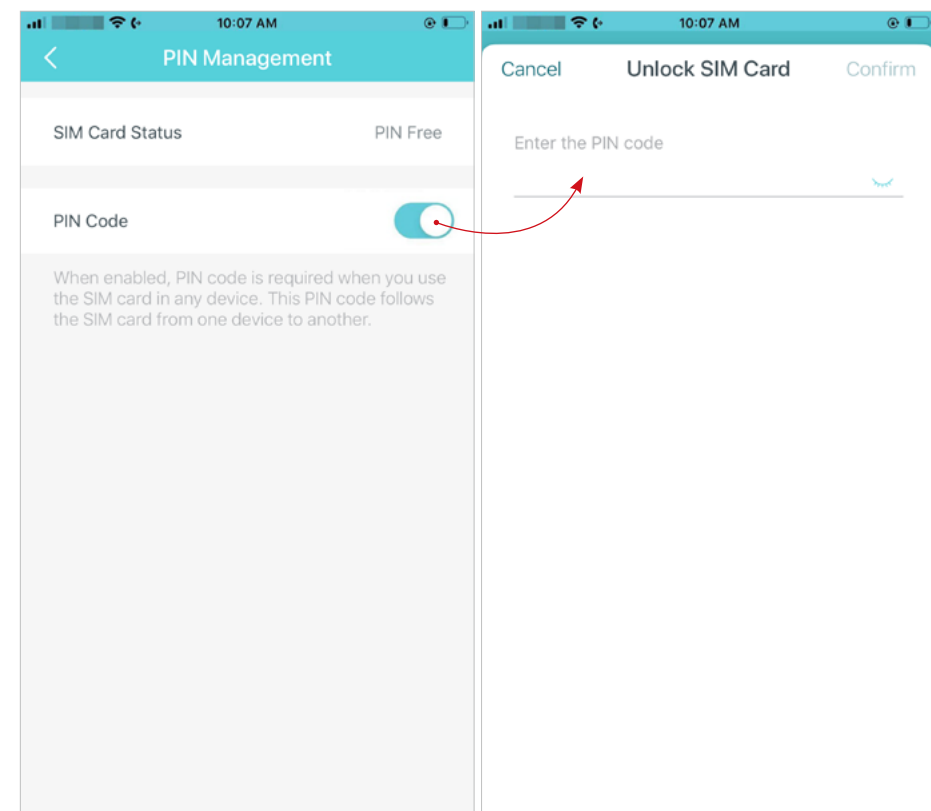 10:07 AM
PIN Management
SIM Card Status
PIN Free
PIN Code
When enabled, PIN code is required when you use
the SIM card in any device. This PIN code follows
the SIM card from one device to another.
10:07 AM
Cancel
Unlock SIM Card
Confirm
Enter the PIN code